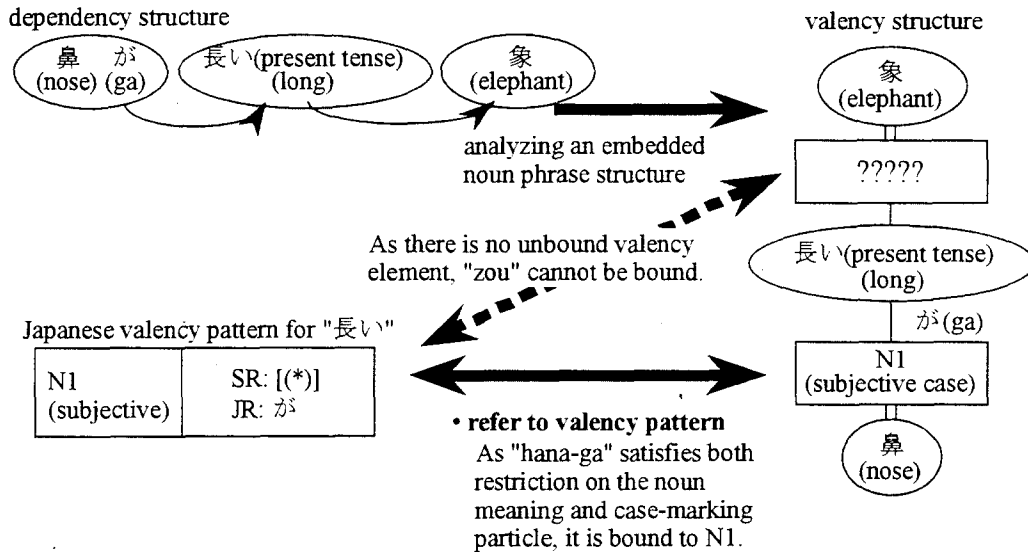 dependency structure
鼻 が
(nose) (ga)
長い(present tense)
(long)
象
(elephant)
analyzing an embedded
noun phrase structure
valency structure
象
(elephant)
?????
長い(present tense)
(long)
が(ga)
N1
(subjective case)
鼻
(nose)
As there is no unbound valency
element, "zou" cannot be bound.
Japanese valency pattern for "長い"
N1
(subjective)
SR: [(*)]
JR: が
• refer to valency pattern
As "hana-ga" satisfies both
restriction on the noun
meaning and case-marking
particle, it is bound to N1.